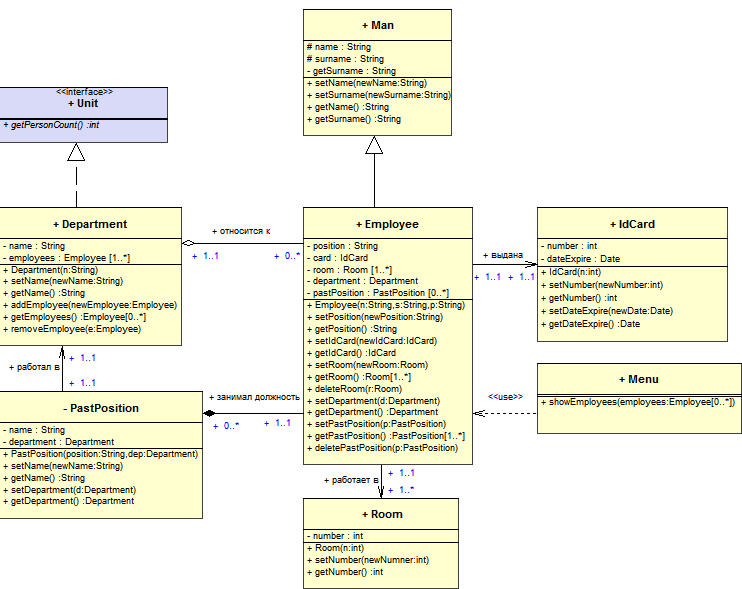 + Man
# name : String
# surname : String
- getSurname : String
+ setName(newName:String)
+ setSurname(newSurname:String)
+ getName() :String
+ getSurname() :String
<<interface>>
+ Unit
+ getPersonCount() :int
+ Department
- name : String
- employees : Employee [1..*]
+ Department(n:String)
+ setName(newName:String)
+ getName() :String
+ addEmployee(newEmployee:Employee)
+ getEmployees() :Employee[0..*]
+ removeEmployee(e:Employee)
+ относится к
+ 1..1
+ 0..*
+ Employee
- position : String
- card : IdCard
- room : Room [1..*]
- department : Department
- pastPosition : PastPosition [0..*]
+ Employee(n:String,s:String,p:String)
+ setPosition(newPosition:String)
+ getPosition() :String
+ setIdCard(newIdCard:IdCard)
+ getIdCard() :IdCard
+ setRoom(newRoom:Room)
+ getRoom() :Room[1..*]
+ deleteRoom(r:Room)
+ setDepartment(d:Department)
+ getDepartment() :Department
+ setPastPosition(p:PastPosition)
+ getPastPosition() :PastPosition[1..*]
+ deletePastPosition(p:PastPosition)
+ выдана
+ 1..1 + 1..1
+ IdCard
- number : int
- dateExpire : Date
+ IdCard(n:int)
+ setNumber(newNumber:int)
+ getNumber() :int
+ setDateExpire(newDate:Date)
+ getDateExpire() :Date
+ работал в
+ 1..1
+ 1..1
- PastPosition
- name : String
- department : Department
+ PastPosition(position:String,dep:Department)
+ setName(newName:String)
+ getName() :String
+ setDepartment(d:Department)
+ getDepartment() :Department
+ занимал должность
+ 0..*
+ 1..1
<<use>>
+ Menu
+ showEmployees(employees:Employee[0..*])
+ работает в
+ 1..1
+ 1..*
+ Room
- number : int
+ Room(n:int)
+ setNumber(newNumner:int)
+ getNumber() :int